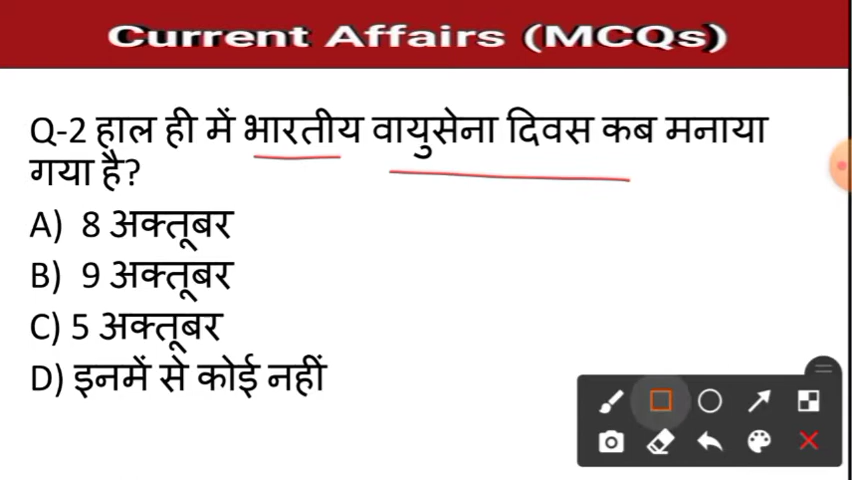 Current Affairs (MCQs)
Q-2 हाल ही में भारतीय वायुसेना दिवस कब मनाया
गया है?
A) 8 अक्तूबर
B) 9 अक्तूबर
C) 5 अक्तूबर
D) इनमें से कोई नहीं